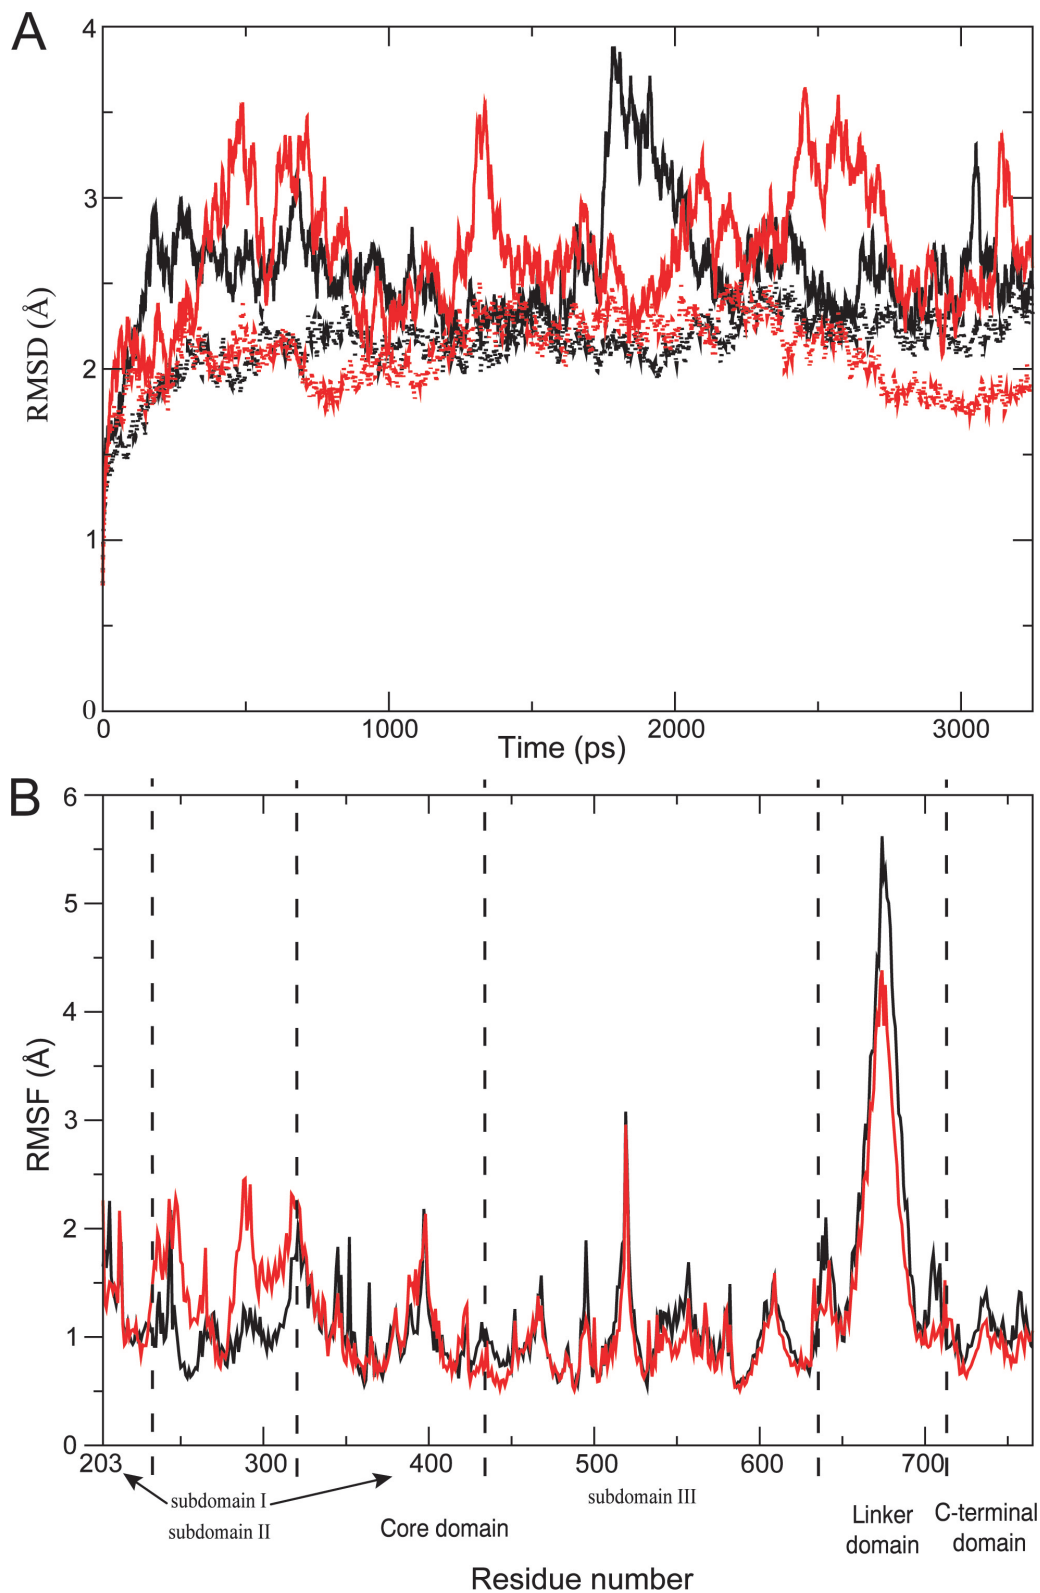 A
RMSD (Å)
4
3
2
1
0
0
1000
2000
3000
Time (ps)
B
RMSF (Å)
6
5
4
3
2
1
0
203
300
400
500
600
700
subdomain I
subdomain II
Core domain
subdomain III
Linker
domain
C-terminal
domain
Residue number